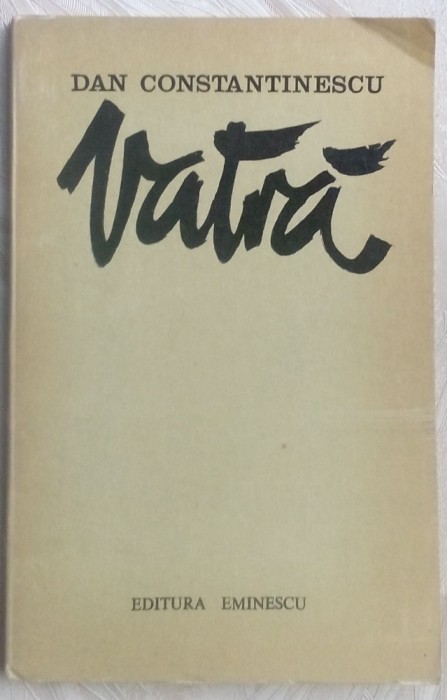 DAN CONSTANTINESCU
Vatră
EDITURA EMINESCU